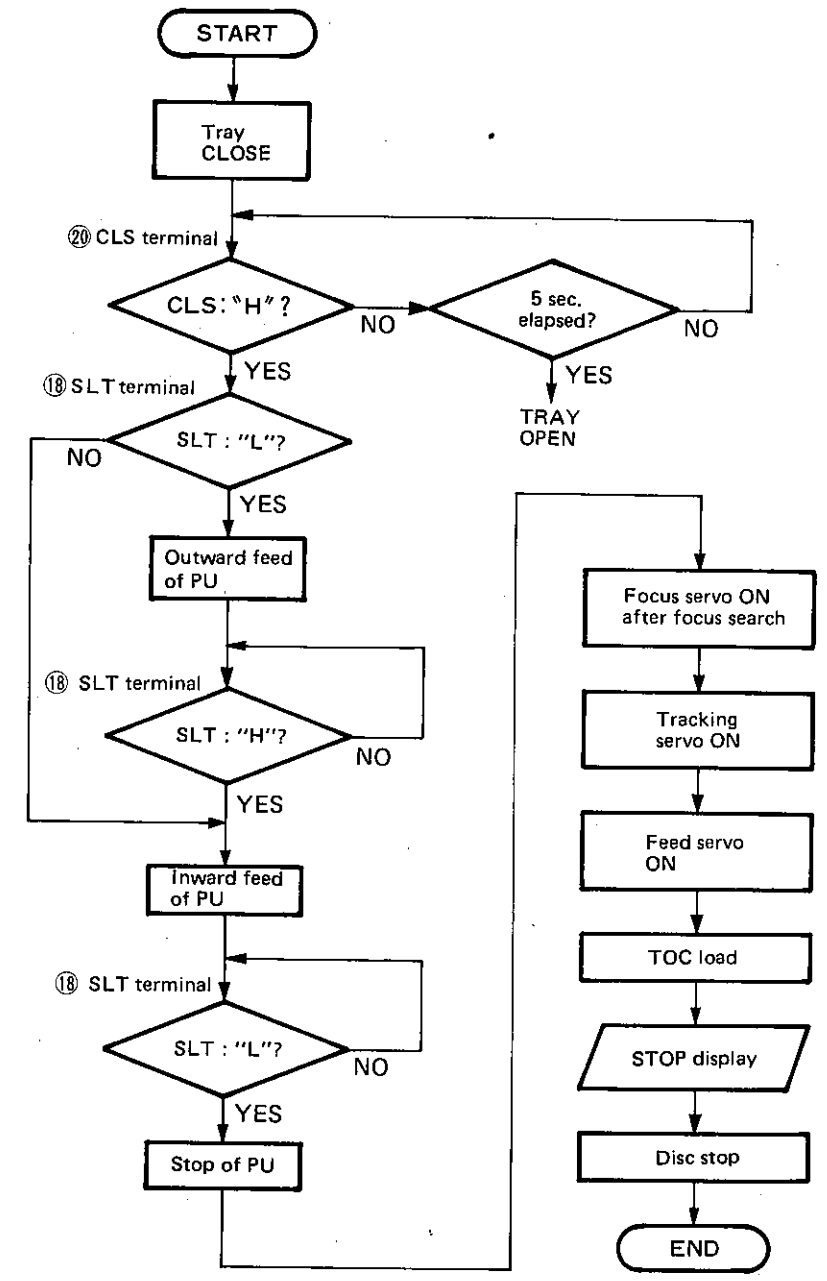 START
Tray
CLOSE
⑳ CLS terminal
CLS: "H" ?
NO
5 sec.
elapsed?
NO
YES
YES
TRAY
OPEN
⑱ SLT terminal
SLT : "L"?
NO
YES
Outward feed
of PU
⑱ SLT terminal
SLT : "H"?
NO
YES
Inward feed
of PU
⑱ SLT terminal
SLT : "L"?
NO
YES
Stop of PU
Focus servo ON
after focus search
Tracking
servo ON
Feed servo
ON
TOC load
STOP display
Disc stop
END